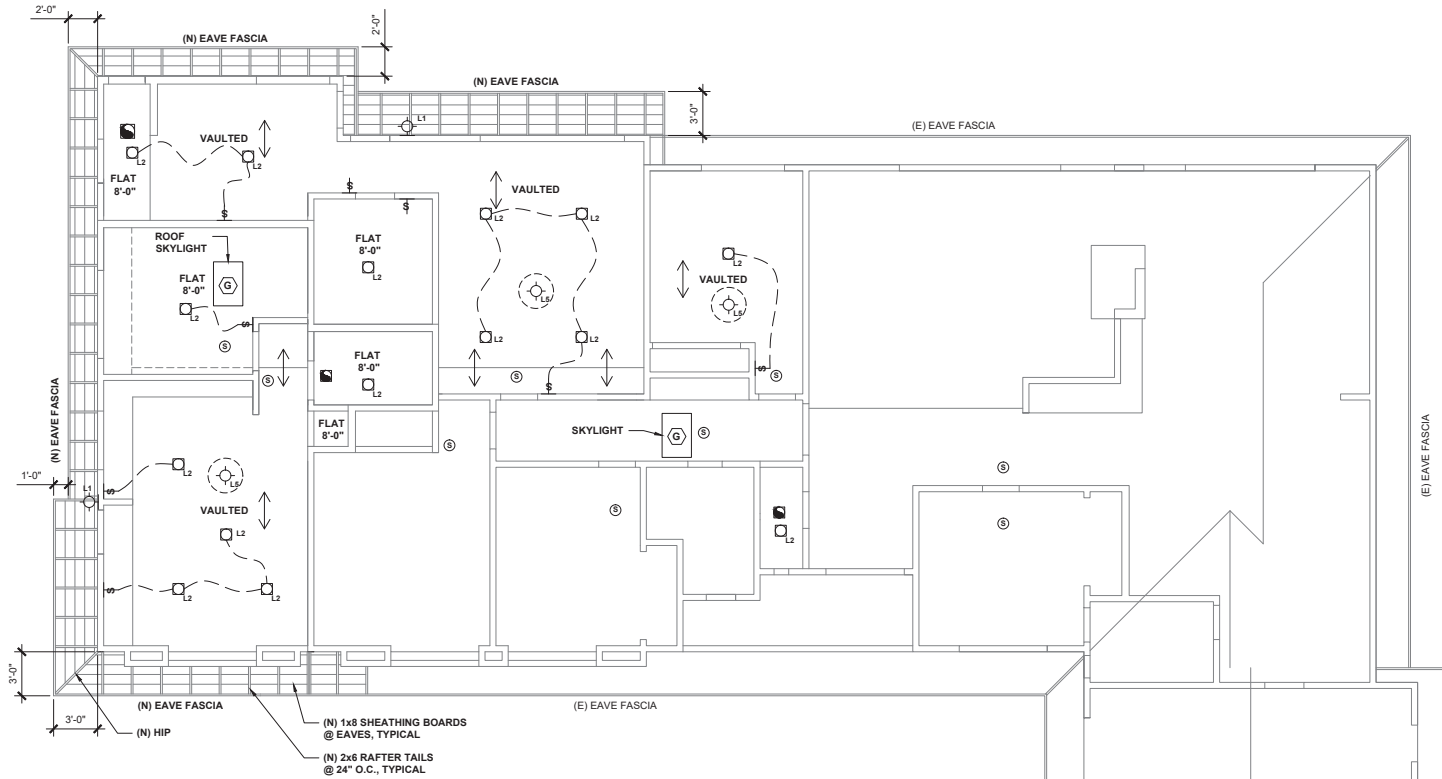 2'-0"
2'-0"
(N) EAVE FASCIA
(N) EAVE FASCIA
3'-0"
L1
(E) EAVE FASCIA
VAULTED
L2
L2
FLAT
8'-0"
S
S
S
VAULTED
L2
L2
FLAT
8'-0"
L2
ROOF
SKYLIGHT
G
FLAT
8'-0"
L2
S
S
L5
L2
L2
L2
VAULTED
L5
S
S
FLAT
8'-0"
L2
S
S
S
S
FLAT
8'-0"
S
SKYLIGHT
G
S
(N) EAVE FASCIA
1'-0"
L1
S
L2
L5
VAULTED
L2
S
L2
L2
S
L2
S
S
(E) EAVE FASCIA
3'-0"
3'-0"
(N) EAVE FASCIA
(E) EAVE FASCIA
(N) HIP
(N) 1x8 SHEATHING BOARDS
@ EAVES, TYPICAL
(N) 2x6 RAFTER TAILS
@ 24" O.C., TYPICAL